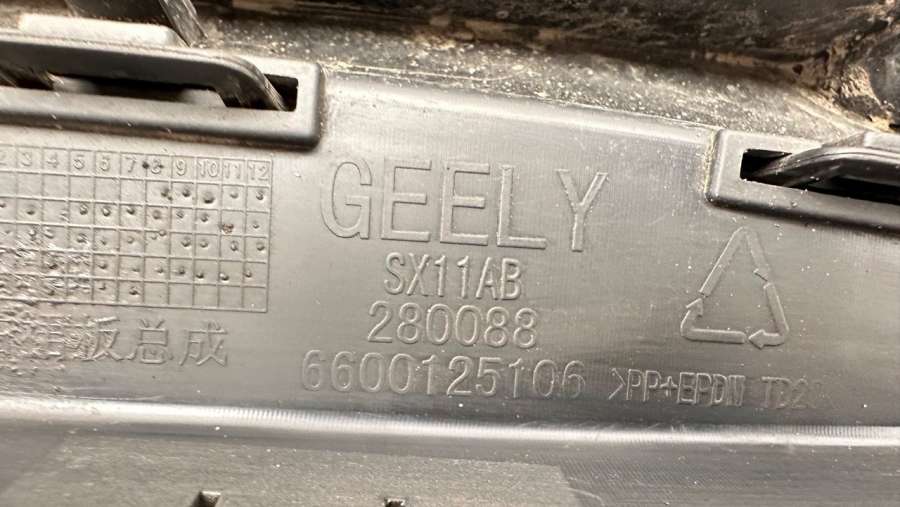 2 3 4 5 6 7 8 9 10 11 12
GEELY
SX11AB
280088
板总成
6600125106
>PP+EPDM TD2